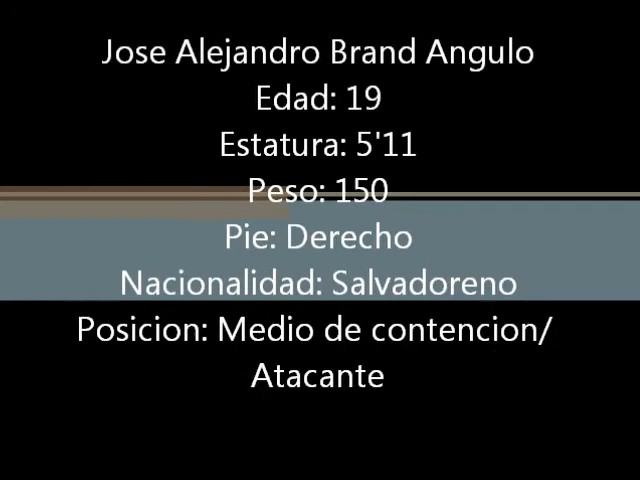 Jose Alejandro Brand Angulo
Edad: 19
Estatura: 5'11
Peso: 150
Pie: Derecho
Nacionalidad: Salvadoreno
Posicion: Medio de contencion/
Atacante